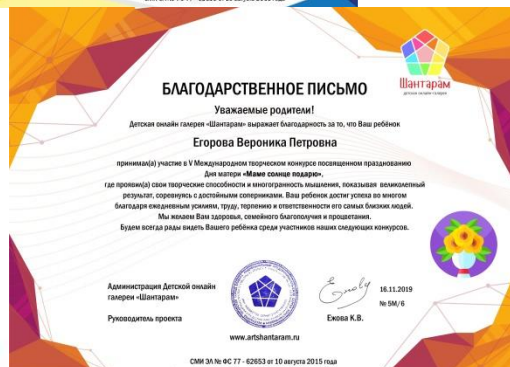 Шантарам
детская онлайн галерея
БЛАГОДАРСТВЕННОЕ ПИСЬМО
Уважаемые родители!
Детская онлайн галерея «Шантарам» выражает благодарность за то, что Ваш ребёнок
Егорова Вероника Петровна
принимал(а) участие в V Международном творческом конкурсе посвященном празднованию
Дня матери «Маме солнце подарю»,
где проявил(а) свои творческие способности и многогранность мышления, показывая великолепный
результат, соревнуясь с достойными соперниками. Ваш ребенок достиг успеха во многом
благодаря ежедневным усилиям, труду, терпению и ответственности его самых близких людей.
Мы желаем Вам здоровья, семейного благополучия и процветания.
Будем всегда рады видеть Вашего ребёнка среди участников наших следующих конкурсов.
Администрация Детской онлайн
галереи «Шантарам»
Руководитель проекта
Ежова К.В.
16.11.2019
№ 5М/6
www.artshantaram.ru
СМИ ЭЛ № ФС 77 - 62653 от 10 августа 2015 года